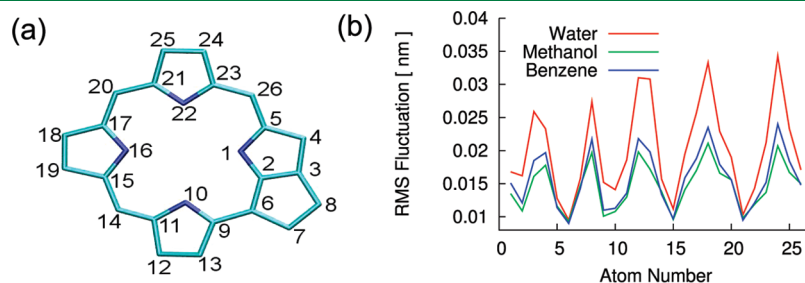 (a)
25 24
20 21 23 26
22
17 5 4
18 16 1
2 3
19 15
10 6 8
14 11 9 7
12 13
(b)
RMS Fluctuation [ nm ]
0.04
0.035
0.03
0.025
0.02
0.015
0.01
Water
Methanol
Benzene
0 5 10 15 20 25
Atom Number